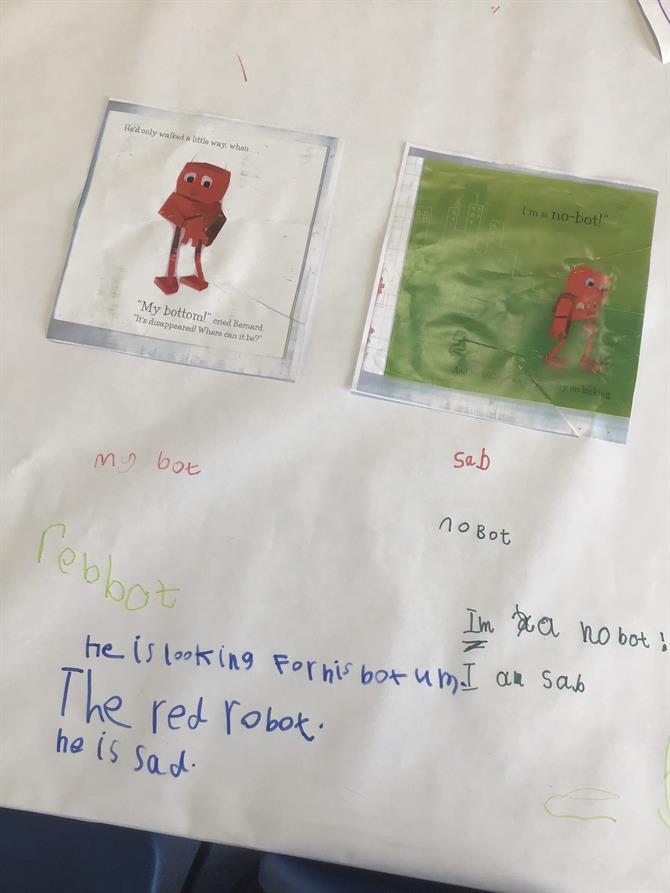 He'd only walked a little way, when . . .
"My bottom!" cried Bernard.
"It's disappeared! Where can it be?"
I'm a no-bot!"
on looking
my bot
sab
noBot
rebbot
Im a nobot!
I am sab
He is looking For his botum.
The red robot.
he is sad.